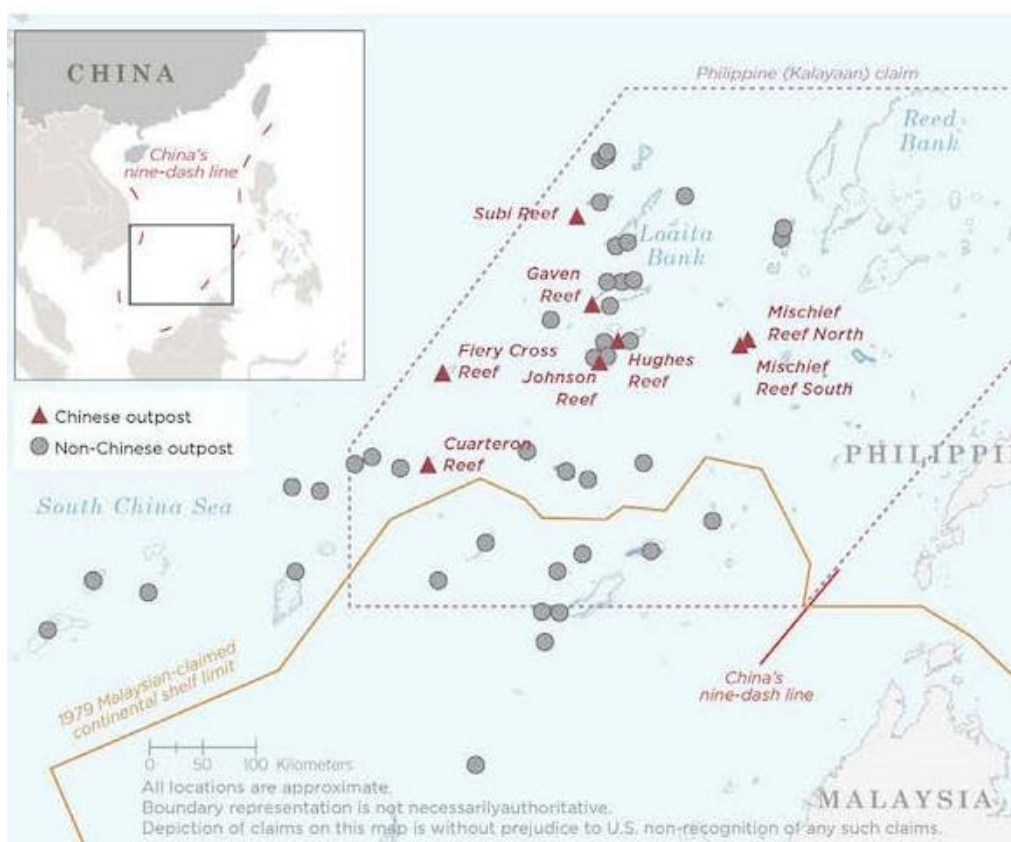 CHINA
China's
nine-dash line
Philippine (Kalayaan) claim
Reed
Bank
Subi Reef
Loaita
Bank
Gaven
Reef
Mischief
Reef North
Fiery Cross
Reef
Hughes
Reef
Johnson
Reef
Mischief
Reef South
Chinese outpost
Non-Chinese outpost
Cuarteron
Reef
PHILIPPI
South China Sea
1979 Malaysian-claimed
continental shelf limit
China's
nine-dash line
0 50 100 Kilometers
All locations are approximate.
Boundary representation is not necessarilyauthoritative.
Depiction of claims on this map is without prejudice to U.S. non-recognition of any such claims.
MALAYSIA